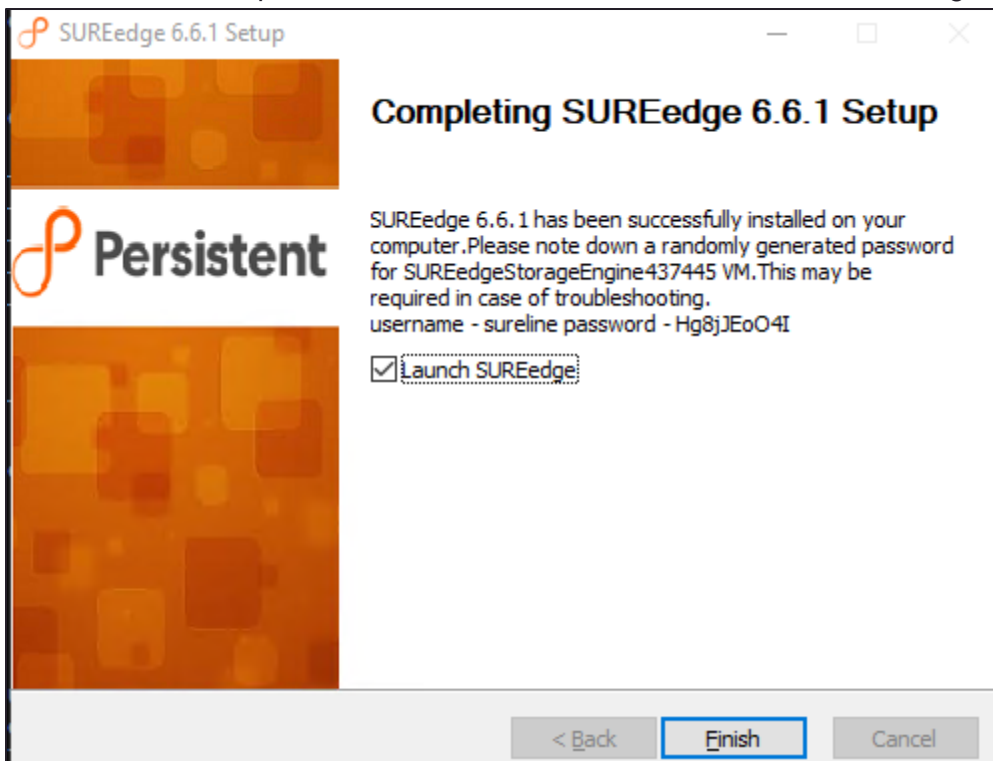 SUREedge 6.6.1 Setup
Completing SUREedge 6.6.1 Setup
Persistent
SUREedge 6.6.1 has been successfully installed on your
computer.Please note down a randomly generated password
for SUREedgeStorageEngine437445 VM.This may be
required in case of troubleshooting.
username - sureline password - Hg8jJEoO4I
Launch SUREedge
< Back
Finish
Cancel